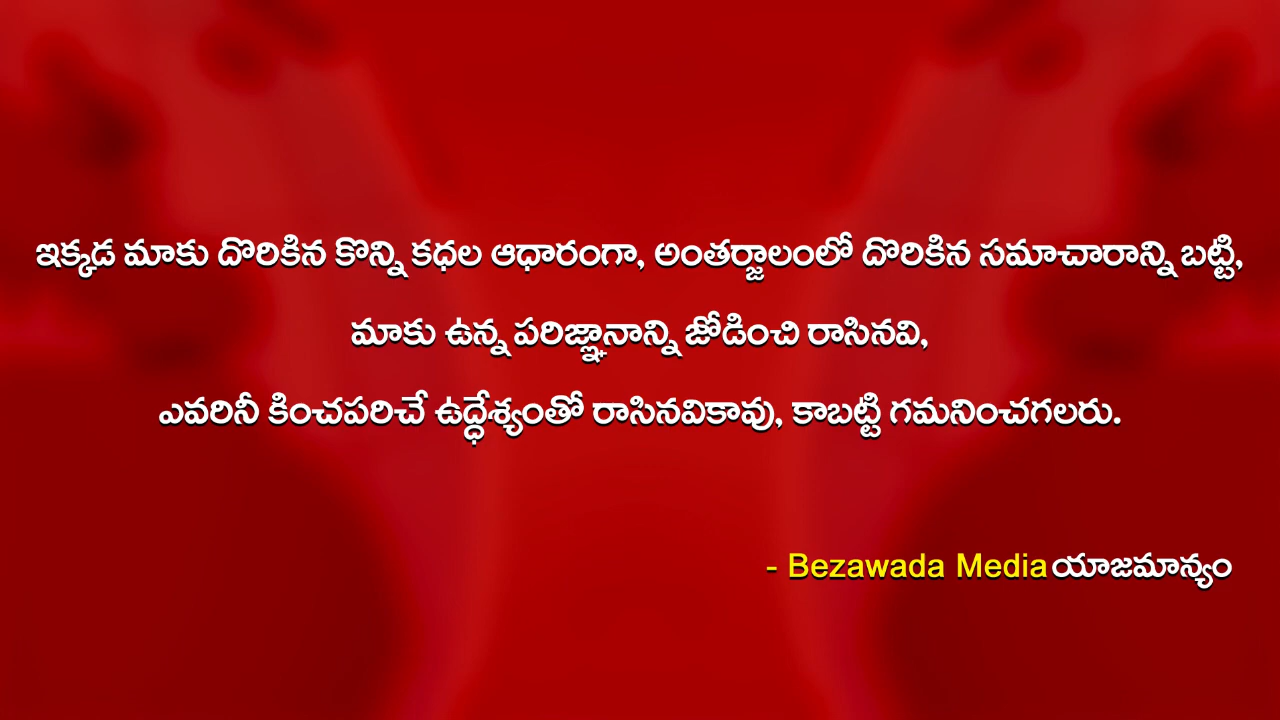 ఇక్కడ మాకు దొరికిన కొన్ని కధల ఆధారంగా, అంతర్జాలంలో దొరికిన సమాచారాన్ని బట్టి,
మాకు ఉన్న పరిజ్ఞానాన్ని జోడించి రాసినవి,
ఎవరినీ కించపరిచే ఉద్ధేశ్యంతో రాసినవికావు, కాబట్టి గమనించగలరు.
- Bezawada Media యాజమాన్యం